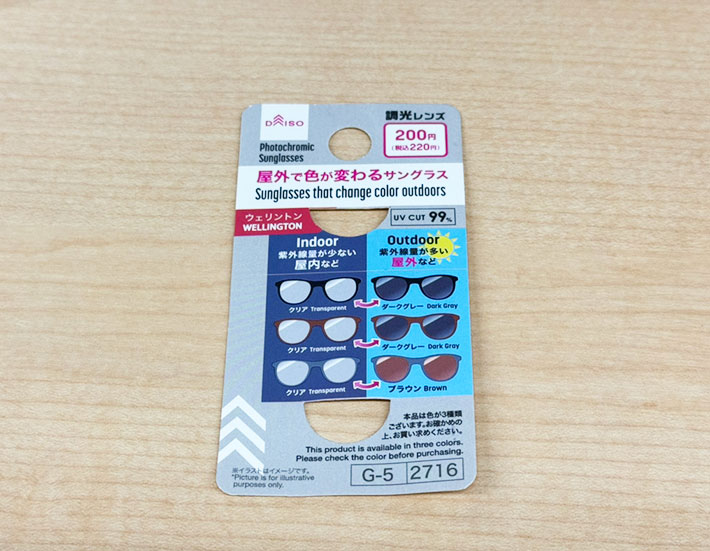 DAISO
調光レンズ
Photochromic
Sunglasses
200円
(税込220円)
屋外で色が変わるサングラス
Sunglasses that change color outdoors
ウェリントン
WELLINGTON
UV CUT 99%
Indoor
紫外線量が少ない
屋内など
Outdoor
紫外線量が多い
屋外など
クリア Transparent
ダークグレー Dark Gray
クリア Transparent
ダークグレー Dark Gray
クリア Transparent
ブラウン Brown
本品は色が3種類
ございます。お確かめの
上、お買い求めください。
This product is available in three colors.
Please check the color before purchasing.
※イラストはイメージです。
*Picture is for illustrative
purposes only.
G-5 2716